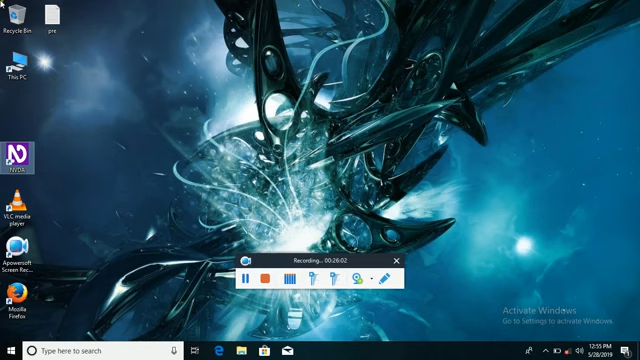 Recycle Bin
pre
This PC
NVDA
VLC media
player
Apowersoft
Screen Rec...
Mozilla
Firefox
Recording... 00:26:02
Activate Windows
Go to Settings to activate Windows.
Type here to search
12:55 PM
5/28/2019